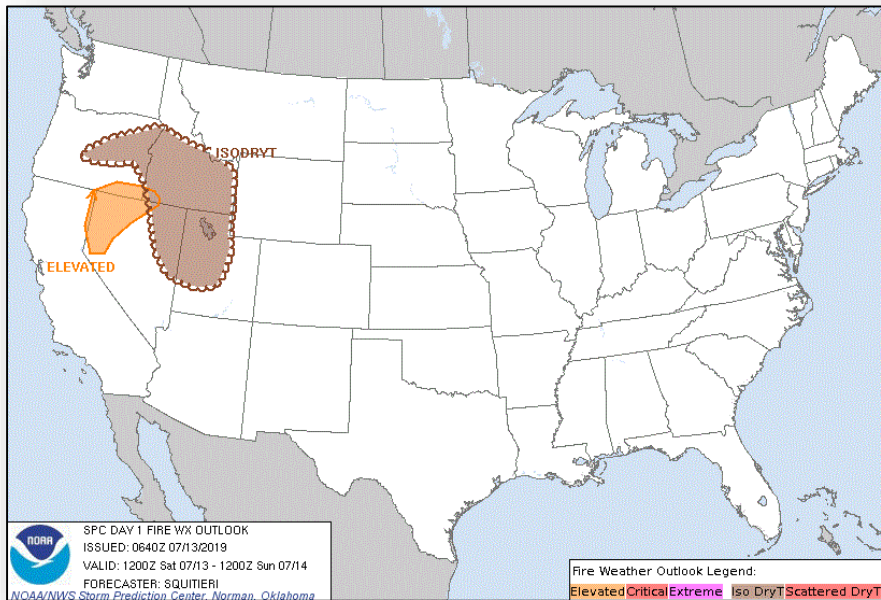 ISODRYT
ELEVATED
NOAA
SPC DAY 1 FIRE WX OUTLOOK
ISSUED: 0640Z 07/13/2019
VALID: 1200Z Sat 07/13 - 1200Z Sun 07/14
FORECASTER: SQUITIERI
NOAA/NWS Storm Prediction Center, Norman, Oklahoma
Fire Weather Outlook Legend:
Elevated Critical Extreme Iso DryT Scattered DryT